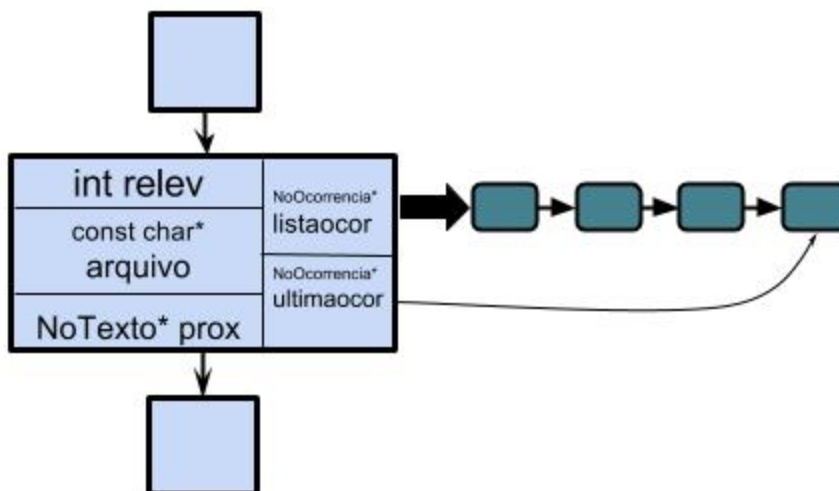 int relev
const char*
arquivo
NoTexto* prox
NoOcorrencia*
listaocor
NoOcorrencia*
ultimaocor